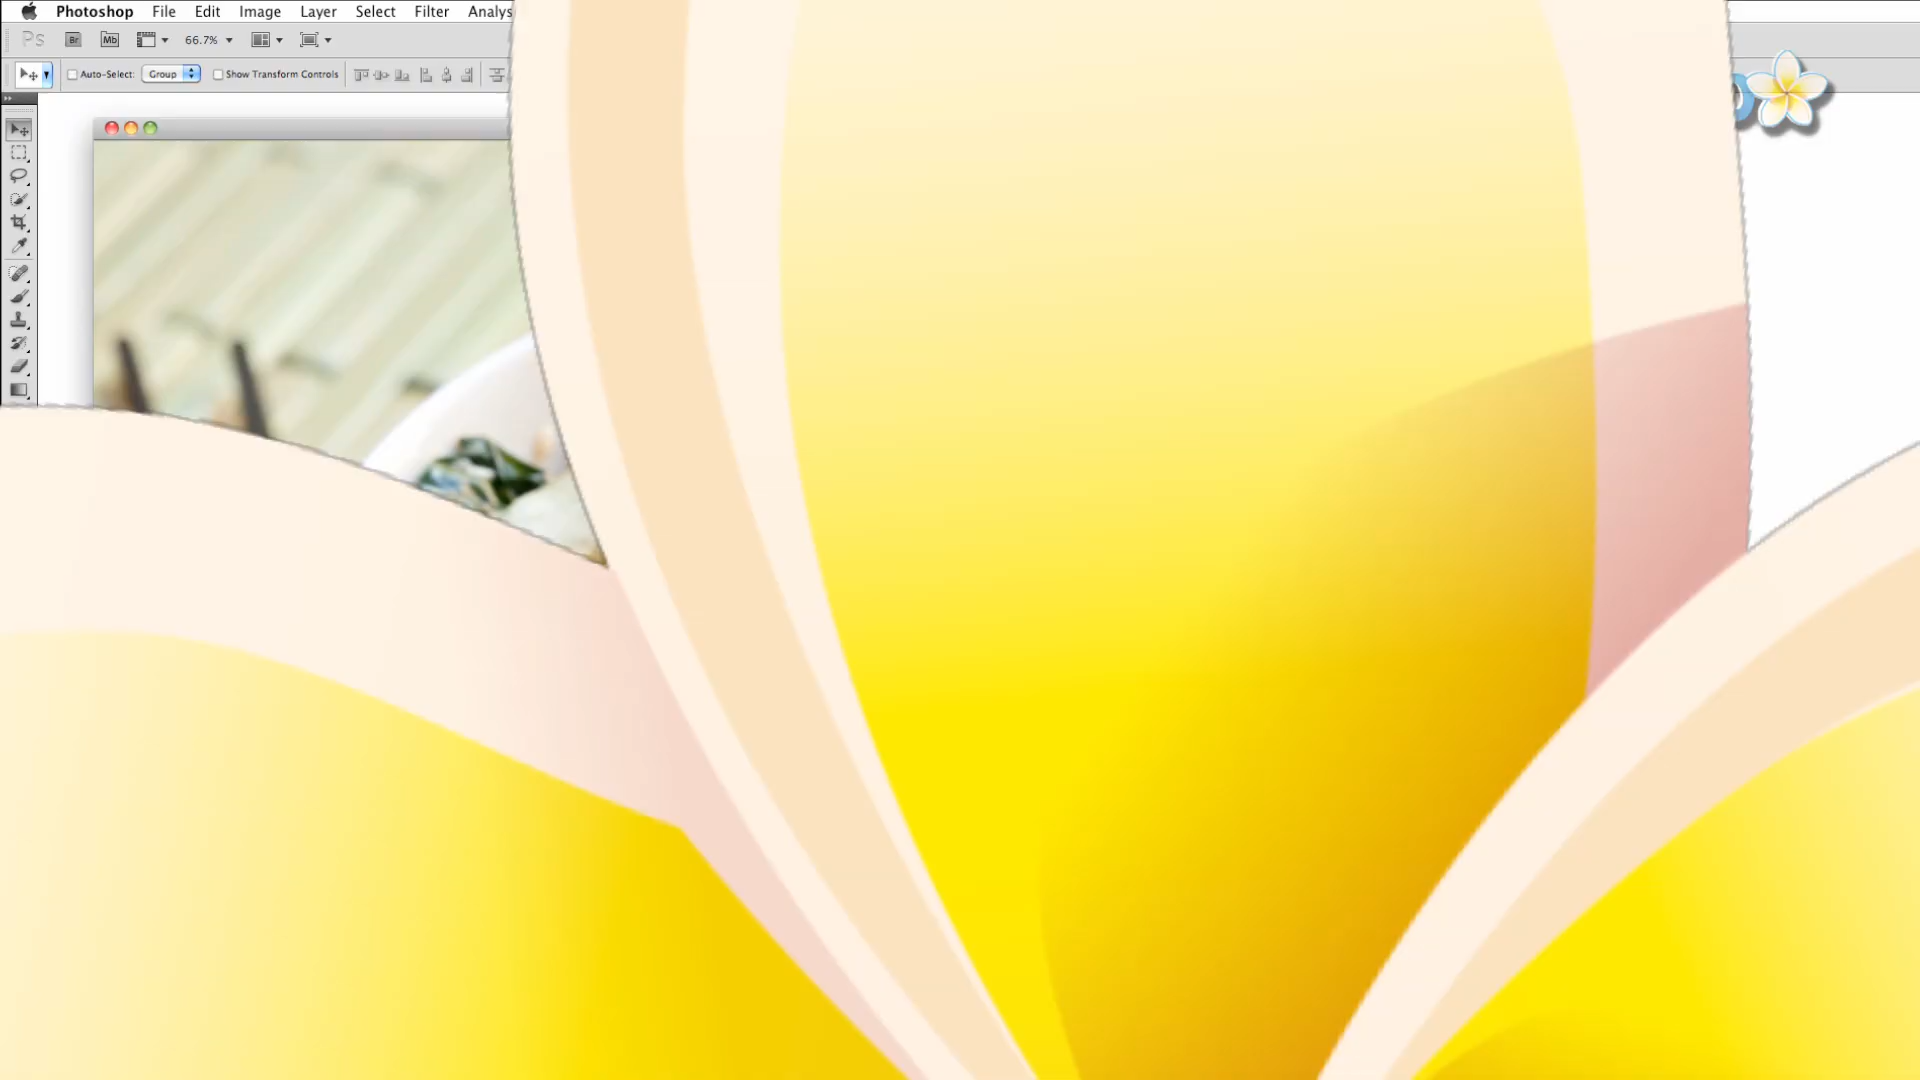 Photoshop File Edit Image Layer Select Filter Analys
Ps Br Mb 66.7%
Auto-Select: Group Show Transform Controls